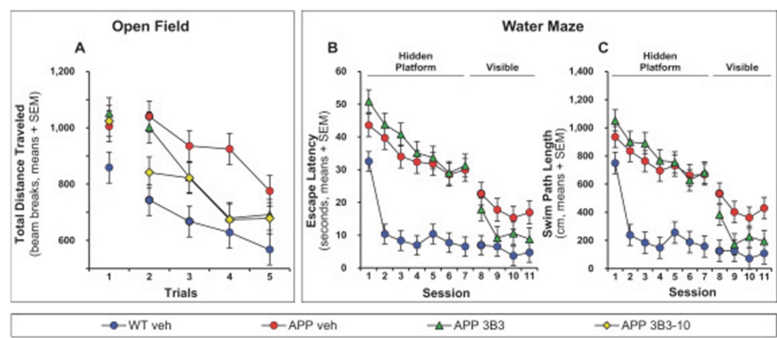 Open Field
Water Maze
A
B
C
Hidden
Platform
Visible
Hidden
Platform
Visible
Total Distance Traveled
(beam breaks, means + SEM)
1,200
1,000
800
600
1
2
3
4
5
Trials
Escape Latency
(seconds, means + SEM)
60
50
40
30
20
10
0
1 2 3 4 5 6 7 8 9 10 11
Session
Swim Path Length
(cm, means + SEM)
1,400
1,200
1,000
800
600
400
200
0
1 2 3 4 5 6 7 8 9 10 11
Session
WT veh
APP veh
APP 3B3
APP 3B3-10